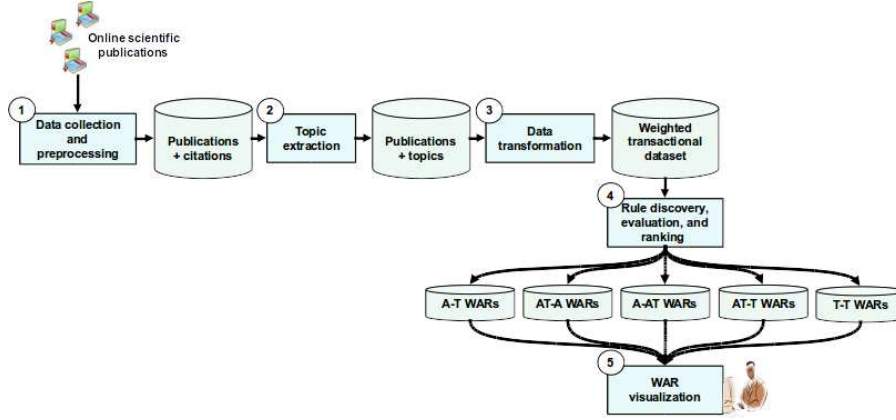 Online scientific
publications
1
Data collection
and
preprocessing
Publications
+ citations
2
Topic
extraction
Publications
+ topics
3
Data
transformation
Weighted
transactional
dataset
4
Rule discovery,
evaluation, and
ranking
A-T WARs
AT-A WARs
A-AT WARs
AT-T WARs
T-T WARs
5
WAR
visualization